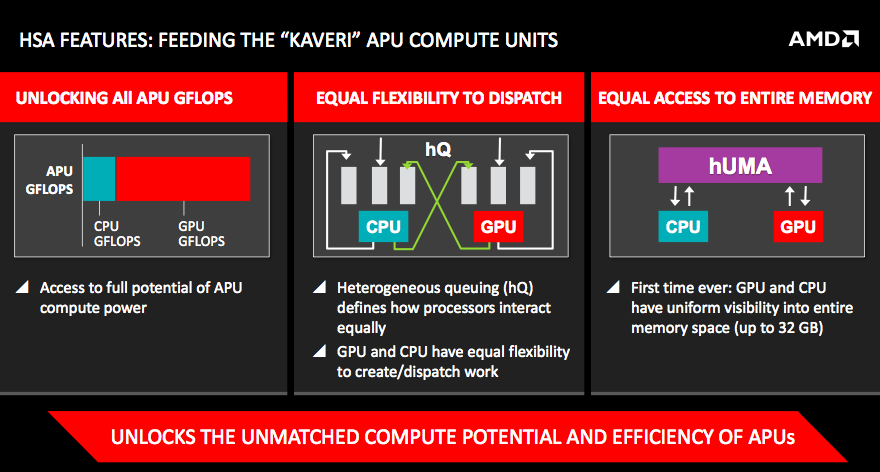 HSA FEATURES: FEEDING THE “KAVERI” APU COMPUTE UNITS
AMD
UNLOCKING All APU GFLOPS
APU
GFLOPS
CPU
GFLOPS
GPU
GFLOPS
Access to full potential of APU
compute power
EQUAL FLEXIBILITY TO DISPATCH
hQ
CPU
GPU
Heterogeneous queuing (hQ)
defines how processors interact
equally
GPU and CPU have equal flexibility
to create/dispatch work
EQUAL ACCESS TO ENTIRE MEMORY
hUMA
CPU
GPU
First time ever: GPU and CPU
have uniform visibility into entire
memory space (up to 32 GB)
UNLOCKS THE UNMATCHED COMPUTE POTENTIAL AND EFFICIENCY OF APUs